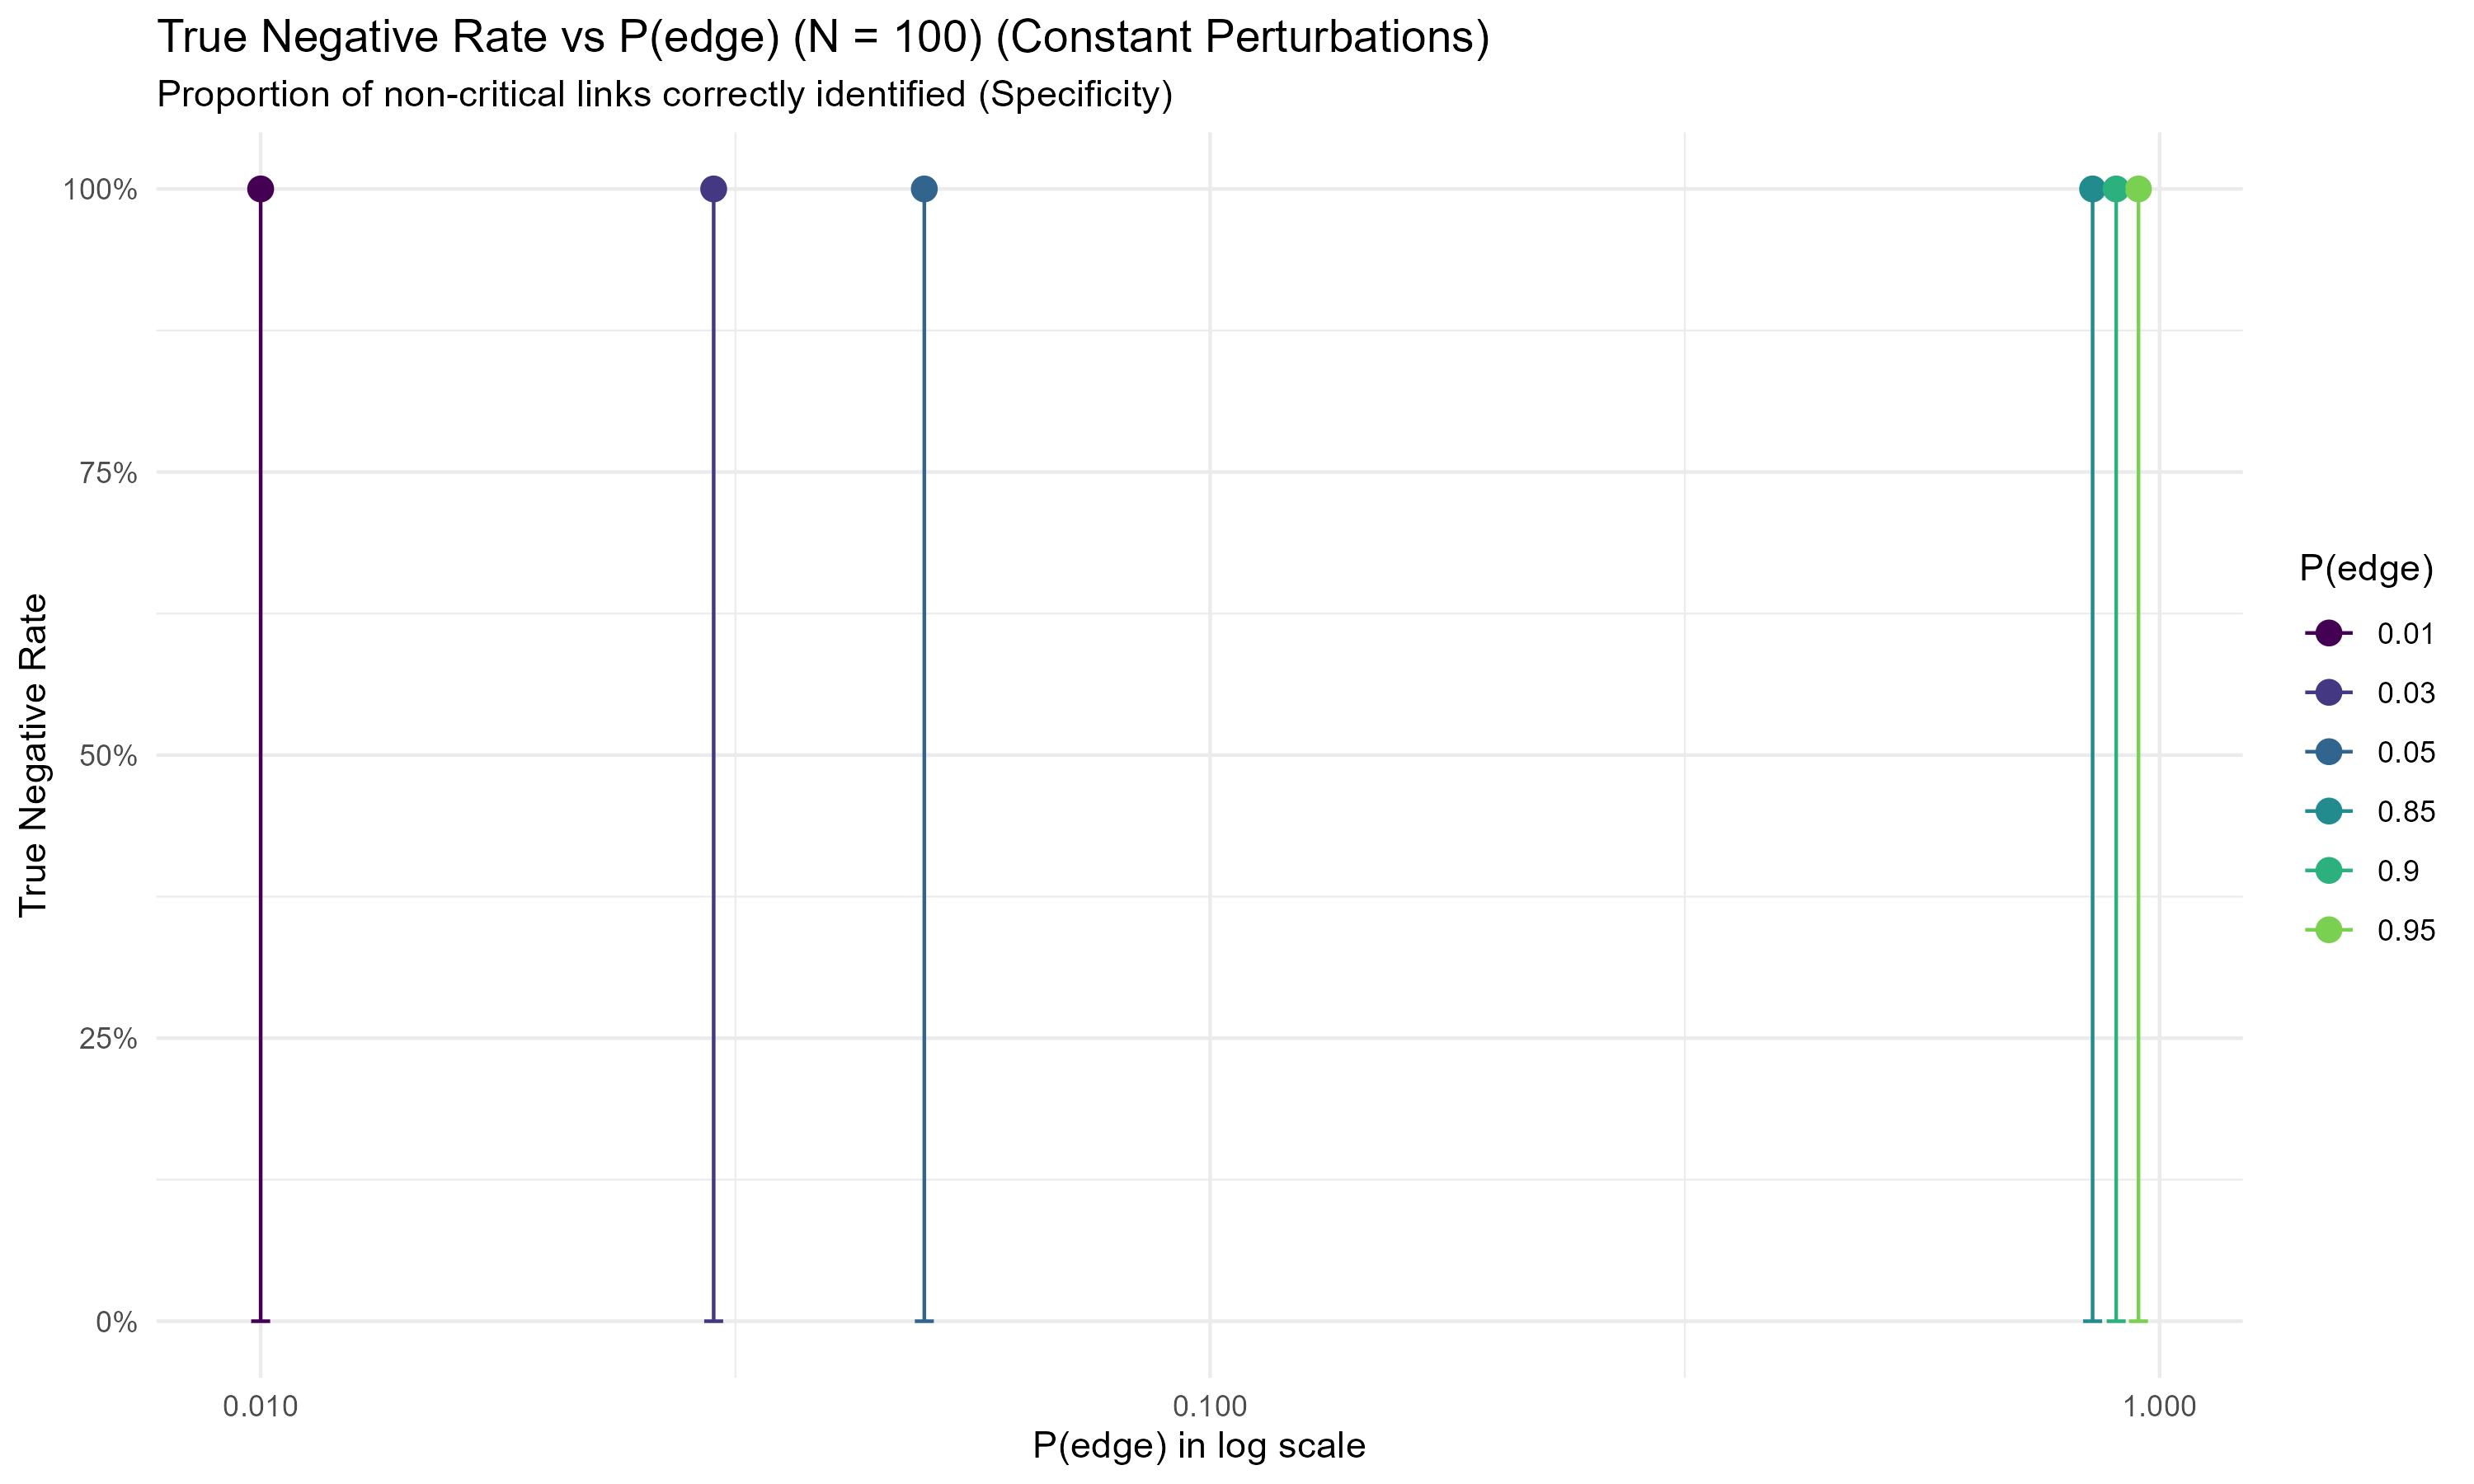 True Negative Rate vs P(edge) (N = 100) (Constant Perturbations)
Proportion of non-critical links correctly identified (Specificity)
True Negative Rate
100%
75%
50%
25%
0%
0.010
0.100
1.000
P(edge) in log scale
P(edge)
0.01
0.03
0.05
0.85
0.9
0.95